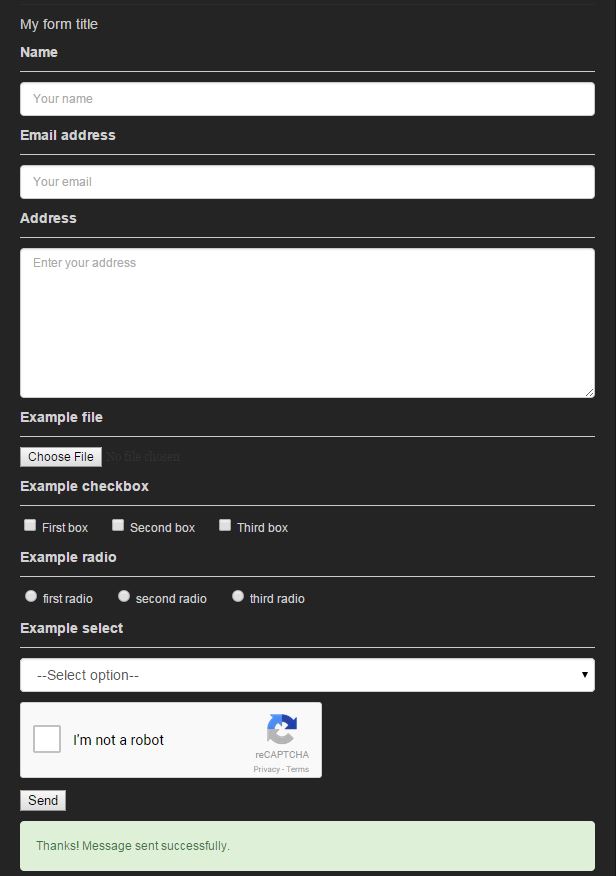 My form title
Name
Your name
Email address
Your email
Address
Enter your address
Example file
Choose File No file chosen
Example checkbox
First box Second box Third box
Example radio
first radio second radio third radio
Example select
--Select option--
I'm not a robot
reCAPTCHA
Privacy - Terms
Send
Thanks! Message sent successfully.